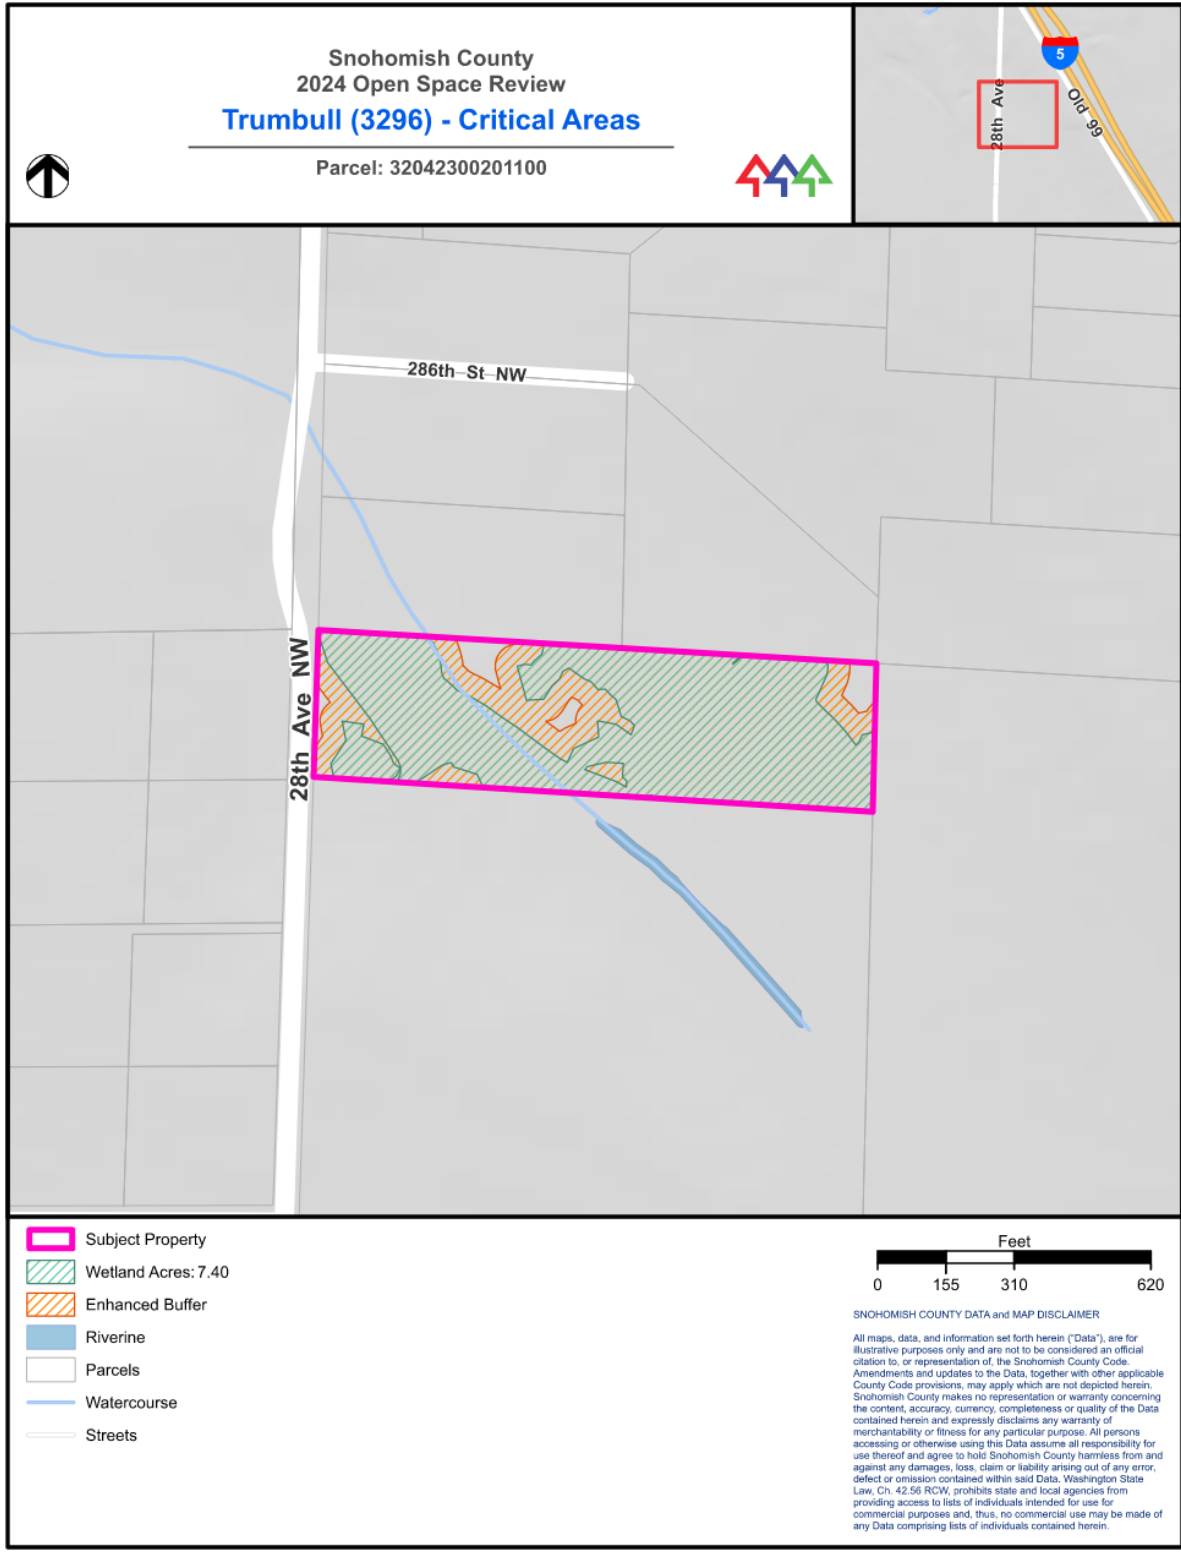 Snohomish County
2024 Open Space Review
Trumbull (3296) - Critical Areas
Parcel: 32042300201100
5
28th Ave
Old 99
286th St NW
28th Ave NW
Subject Property
Wetland Acres: 7.40
Enhanced Buffer
Riverine
Parcels
Watercourse
Streets
Feet
0 155 310 620
SNOHOMISH COUNTY DATA and MAP DISCLAIMER
All maps, data, and information set forth herein ("Data"), are for
illustrative purposes only and are not to be considered an official
citation to, or representation of, the Snohomish County Code.
Amendments and updates to the Data, together with other applicable
County Code provisions, may apply which are not depicted herein.
Snohomish County makes no representation or warranty concerning
the content, accuracy, currency, completeness or quality of the Data
contained herein and expressly disclaims any warranty of
merchantability or fitness for any particular purpose. All persons
accessing or otherwise using this Data assume all responsibility for
use thereof and agree to hold Snohomish County harmless from and
against any damages, loss, claim or liability arising out of any error,
defect or omission contained within said Data. Washington State
Law, Ch. 42.56 RCW, prohibits state and local agencies from
providing access to lists of individuals intended for use for
commercial purposes and, thus, no commercial use may be made of
any Data comprising lists of individuals contained herein.